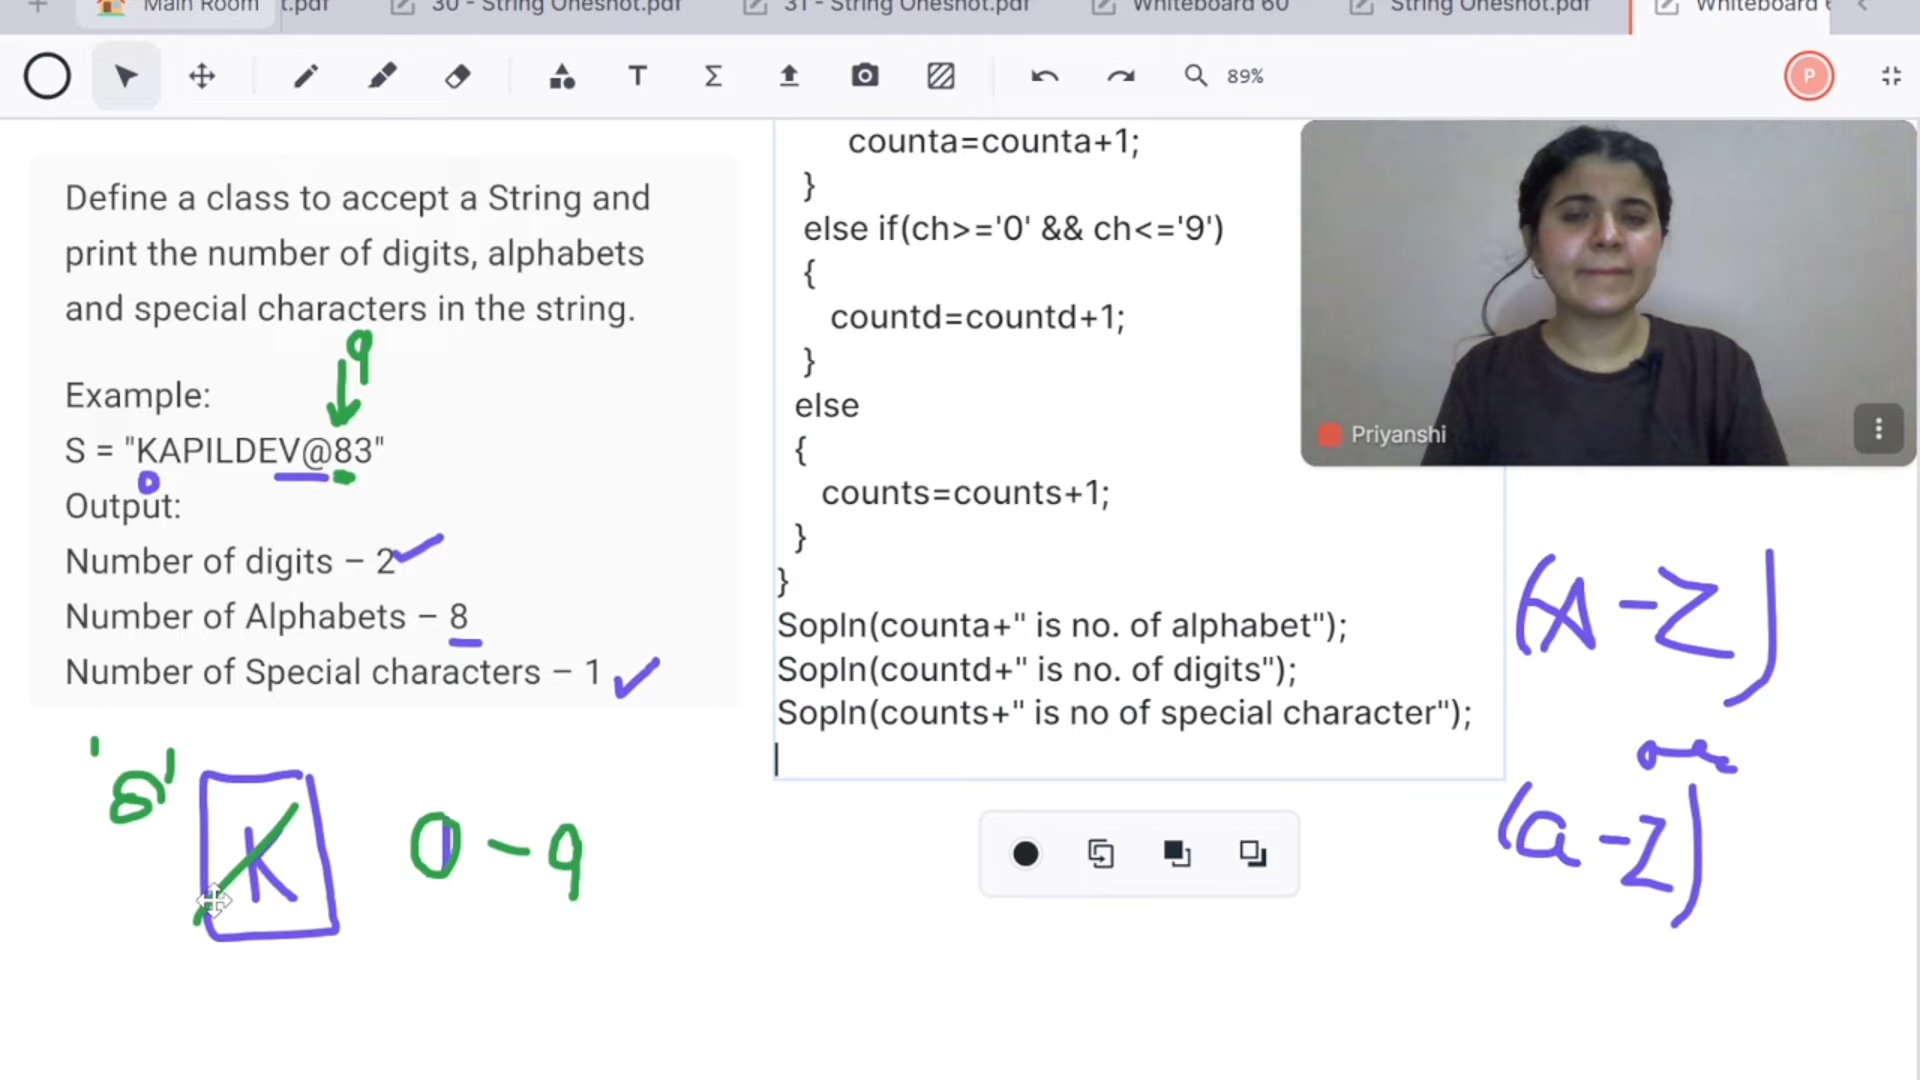 Main Room
t.pdf
30 - String Oneshot.pdf
31 - String Oneshot.pdf
Whiteboard 60
String Oneshot.pdf
Whiteboard
T
Σ
89%
P
Define a class to accept a String and
print the number of digits, alphabets
and special characters in the string.
9
Example:
S = "KAPILDEV@83"
0
Output:
Number of digits – 2
Number of Alphabets – 8
Number of Special characters – 1
'8'
K
0 - 9
counta=counta+1;
}
else if(ch>='0' && ch<='9')
{
countd=countd+1;
}
else
{
counts=counts+1;
}
}
Sopln(counta+" is no. of alphabet");
Sopln(countd+" is no. of digits");
Sopln(counts+" is no of special character");
Priyanshi
(A-Z)
or
(a-z)